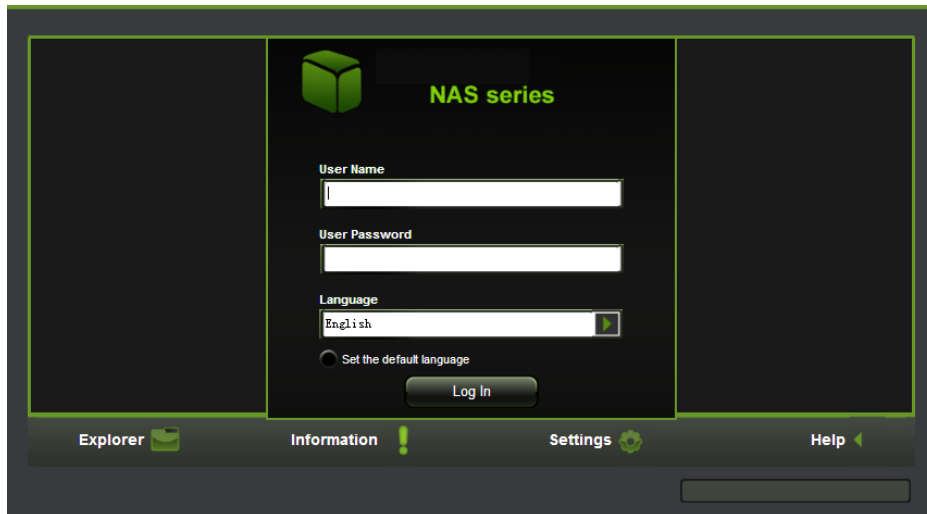 NAS series
User Name
User Password
Language
English
Set the default language
Log In
Explorer Information Settings Help